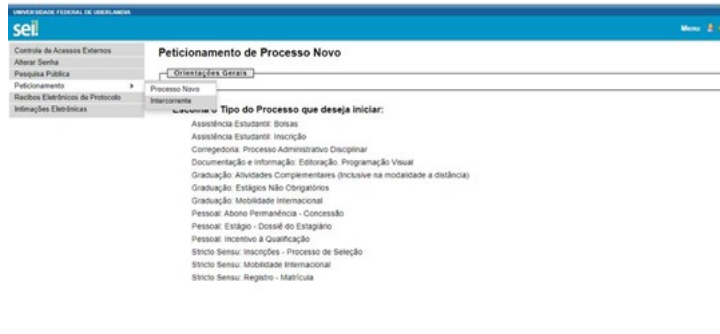 UNIVERSIDADE FEDERAL DE UBERLÂNDIA
sei!
Menu
Controle de Acessos Externos
Alterar Senha
Pesquisa Pública
Peticionamento
Recibos Eletrônicos de Protocolo
Intimações Eletrônicas
Processo Novo
Intercorrente
Peticionamento de Processo Novo
Orientações Gerais
Escolha o Tipo do Processo que deseja iniciar:
Assistência Estudantil: Bolsas
Assistência Estudantil: Inscrição
Corregedoria: Processo Administrativo Disciplinar
Documentação e Informação: Editoração. Programação Visual
Graduação: Atividades Complementares (Inclusive na modalidade a distância)
Graduação: Estágios Não Obrigatórios
Graduação: Mobilidade Internacional
Pessoal: Abono Permanência - Concessão
Pessoal: Estágio - Dossiê do Estagiário
Pessoal: Incentivo à Qualificação
Stricto Sensu: Inscrições - Processo de Seleção
Stricto Sensu: Mobilidade Internacional
Stricto Sensu: Registro - Matrícula